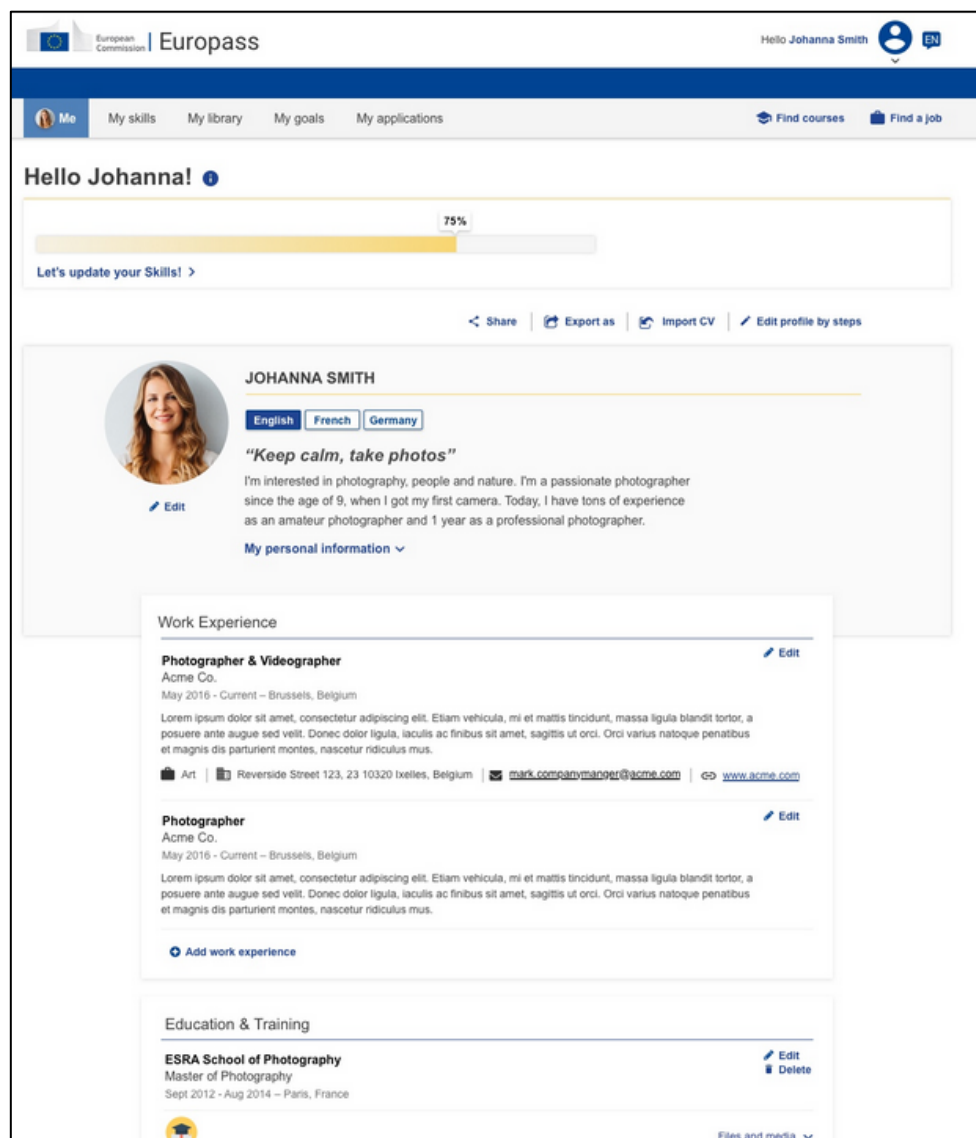 European
Commission
Europass
Hello Johanna Smith
EN
Me
My skills
My library
My goals
My applications
Find courses
Find a job
Hello Johanna!
75%
Let's update your Skills!
Share
Export as
Import CV
Edit profile by steps
JOHANNA SMITH
English
French
Germany
“Keep calm, take photos”
I'm interested in photography, people and nature. I'm a passionate photographer
since the age of 9, when I got my first camera. Today, I have tons of experience
as an amateur photographer and 1 year as a professional photographer.
Edit
My personal information
Work Experience
Photographer & Videographer
Edit
Acme Co.
May 2016 - Current – Brussels, Belgium
Lorem ipsum dolor sit amet, consectetur adipiscing elit. Etiam vehicula, mi et mattis tincidunt, massa ligula blandit tortor, a
posuere ante augue sed velit. Donec dolor ligula, iaculis ac finibus sit amet, sagittis ut orci. Orci varius natoque penatibus
et magnis dis parturient montes, nascetur ridiculus mus.
Art
Reverside Street 123, 23 10320 Ixelles, Belgium
mark.companymanger@acme.com
www.acme.com
Photographer
Edit
Acme Co.
May 2016 - Current – Brussels, Belgium
Lorem ipsum dolor sit amet, consectetur adipiscing elit. Etiam vehicula, mi et mattis tincidunt, massa ligula blandit tortor, a
posuere ante augue sed velit. Donec dolor ligula, iaculis ac finibus sit amet, sagittis ut orci. Orci varius natoque penatibus
et magnis dis parturient montes, nascetur ridiculus mus.
Add work experience
Education & Training
ESRA School of Photography
Edit
Master of Photography
Delete
Sept 2012 - Aug 2014 – Paris, France
Files and media